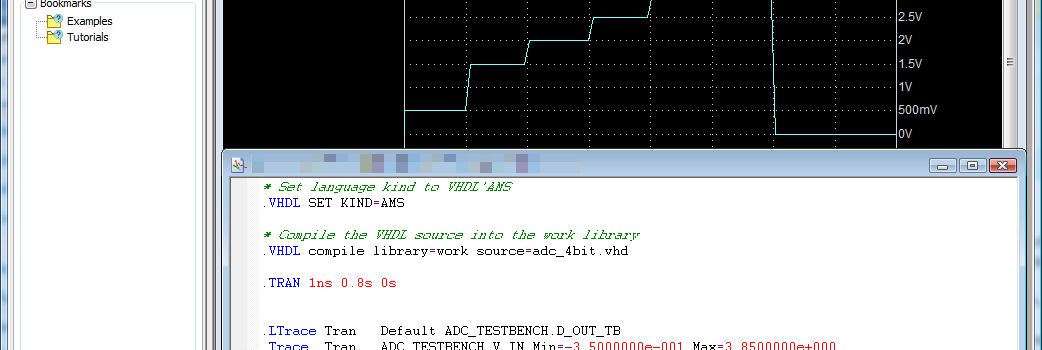 Bookmarks
Examples
Tutorials
2.5V
2V
1.5V
1V
500mV
0V
* Set language kind to VHDL'AMS
.VHDL SET KIND=AMS
* Compile the VHDL source into the work library
.VHDL compile library=work source=adc_4bit.vhd
.TRAN 1ns 0.8s 0s
.LTrace Tran Default ADC_TESTBENCH.D_OUT_TB
.Trace Tran ADC_TESTBENCH.V_IN Min=-3.5000000e-001 Max=3.8500000e+000